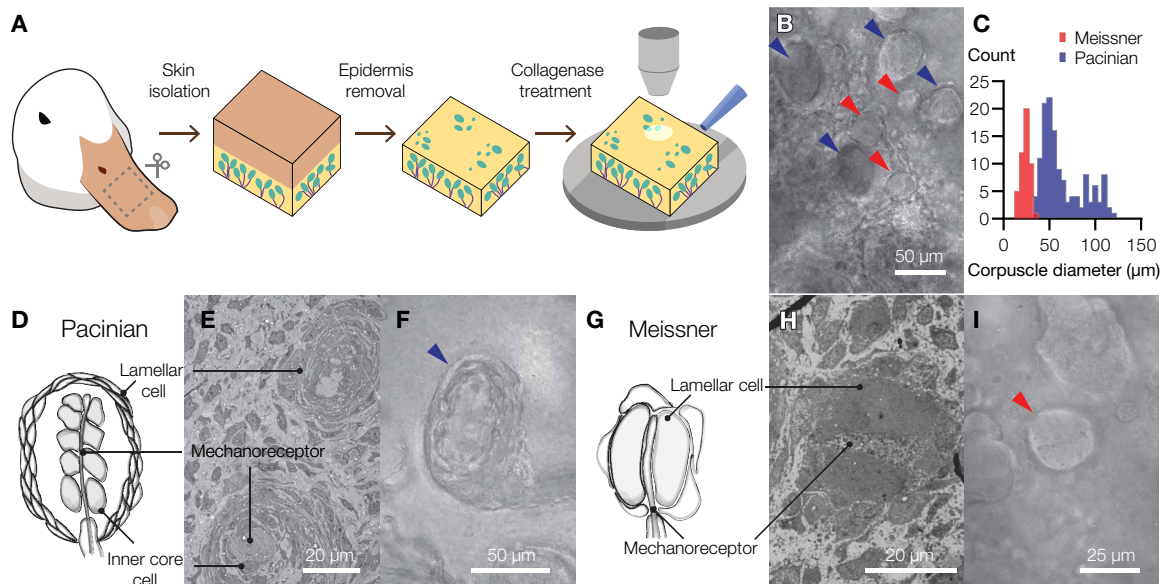 A
Skin
isolation
Epidermis
removal
Collagenase
treatment
B
50 µm
C
Meissner
Pacinian
Count
25
20
15
10
5
0
0
50
100
150
Corpuscle diameter (µm)
D
Pacinian
Lamellar
cell
Mechanoreceptor
Inner core
cell
E
20 µm
F
50 µm
G
Meissner
Lamellar cell
Mechanoreceptor
H
20 µm
I
25 µm